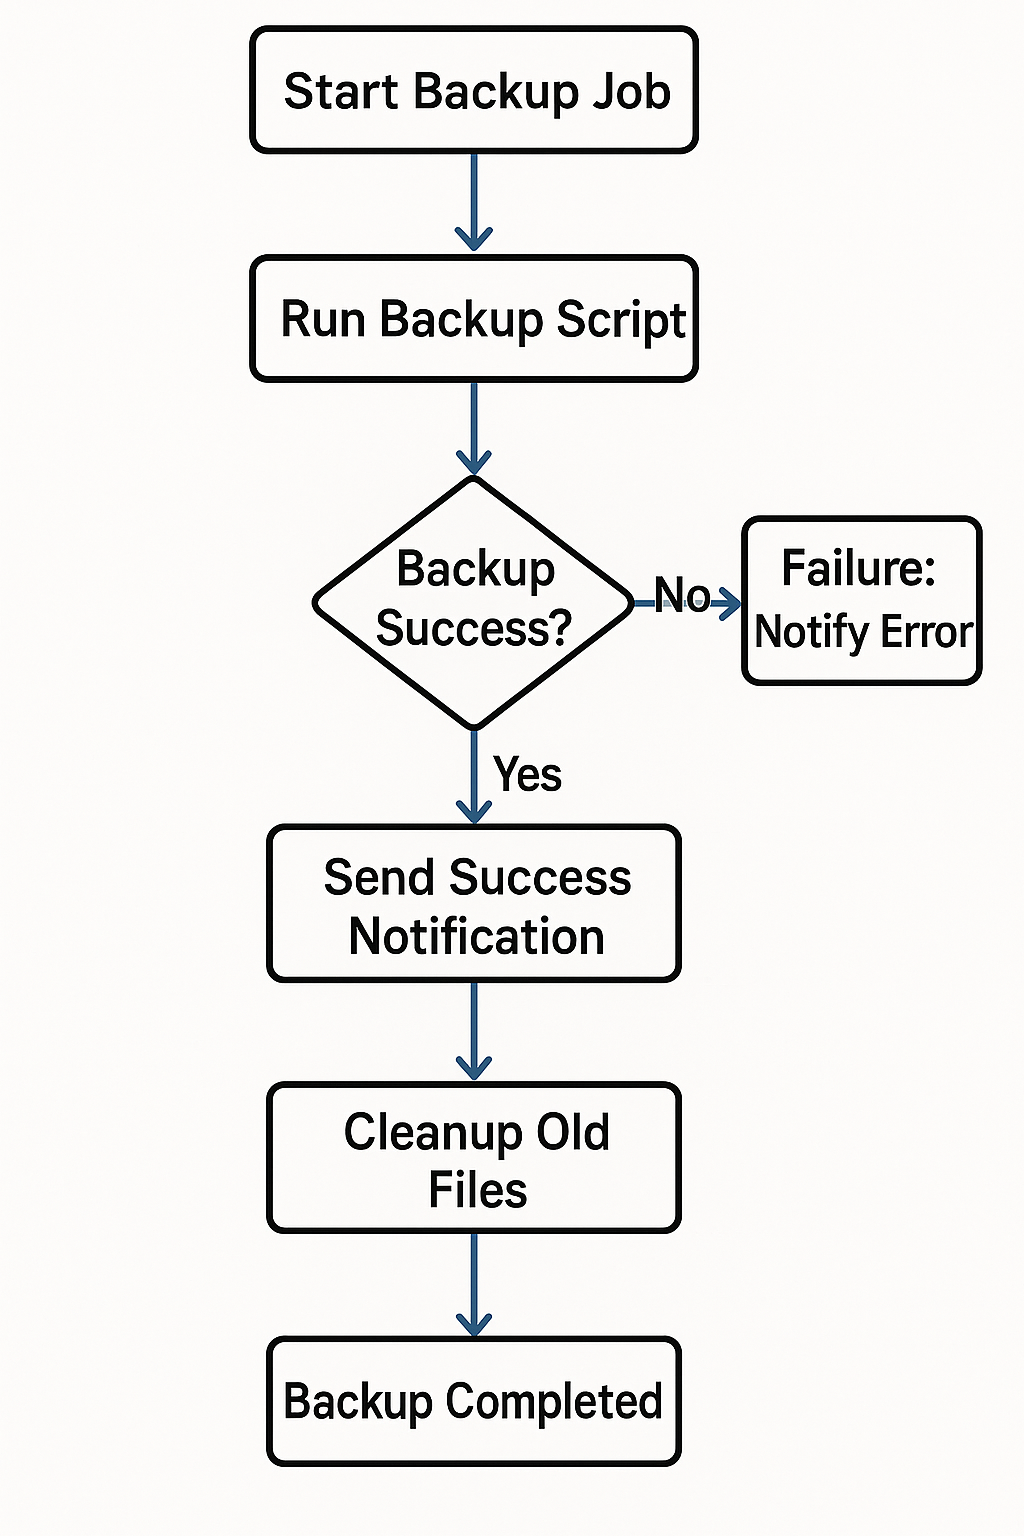 Start Backup Job
Run Backup Script
Backup
Success?
No
Failure:
Notify Error
Yes
Send Success
Notification
Cleanup Old
Files
Backup Completed